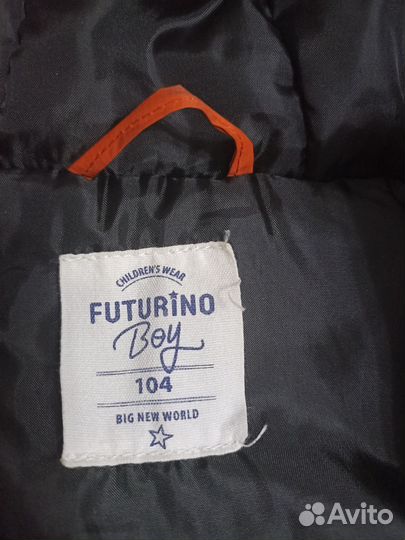 CHILDREN'S WEAR
FUTURINO
Boy
104
BIG NEW WORLD
Avito